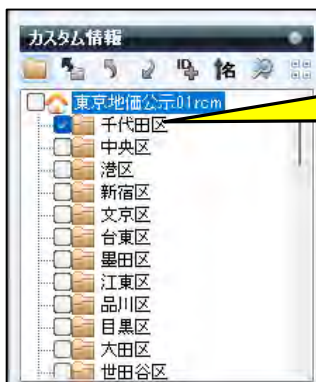 カスタム情報
ID 名
東京地価公示01rcm
千代田区
中央区
港区
新宿区
文京区
台東区
墨田区
江東区
品川区
目黒区
大田区
世田谷区